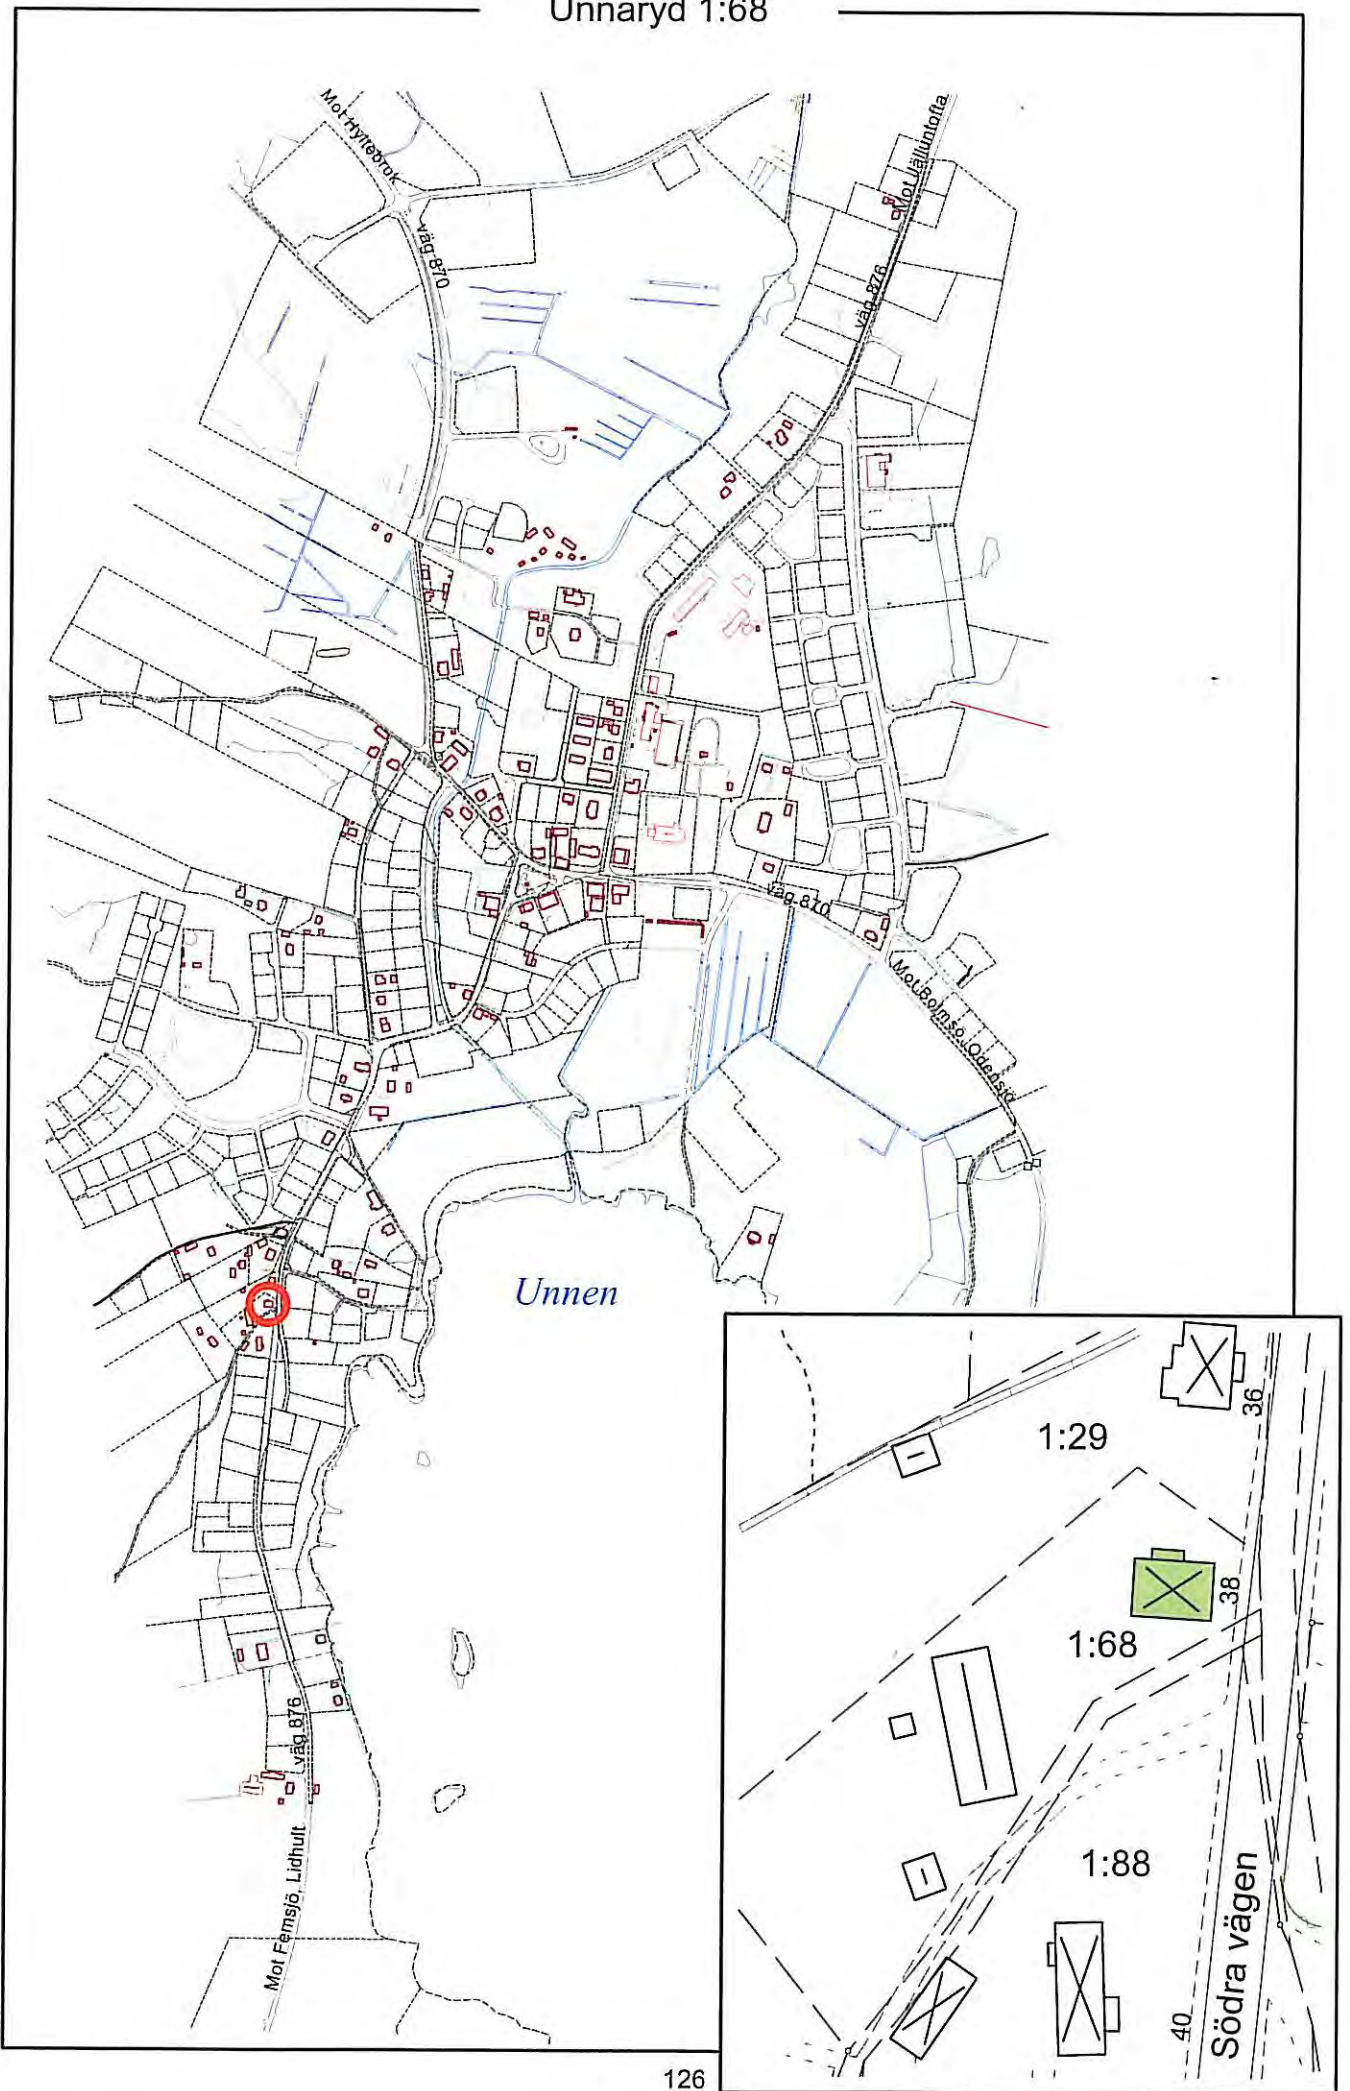 Unnaryd 1:68
Mot Hyltebruk
Mot Jälluntofta
väg 870
väg 876
väg 870
Mot Bolmsö, Odensjö
Unnen
36
1:29
38
1:68
1:88
väg 876
Södra vägen
Mot Femsjö, Lidhult
40
126